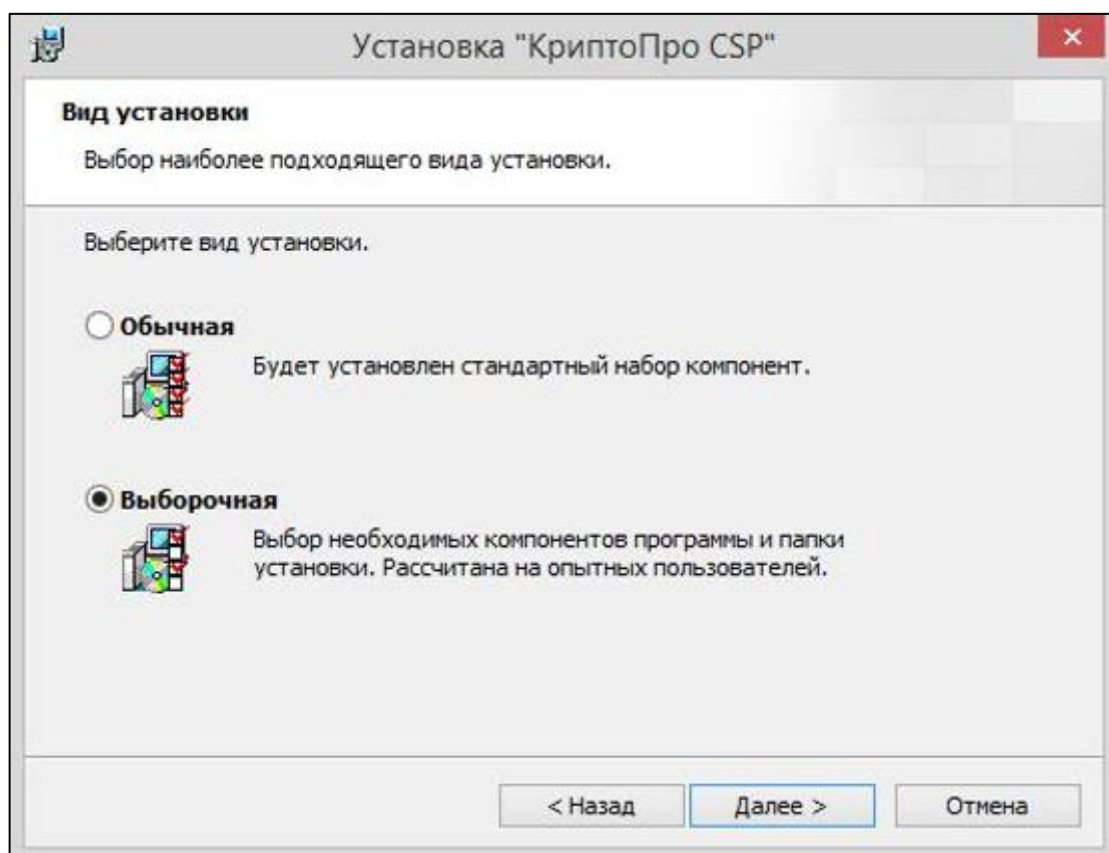 Установка "КриптоПро CSP"
Вид установки
Выбор наиболее подходящего вида установки.
Выберите вид установки.
Обычная
Будет установлен стандартный набор компонент.
Выборочная
Выбор необходимых компонентов программы и папки
установки. Рассчитана на опытных пользователей.
< Назад
Далее >
Отмена